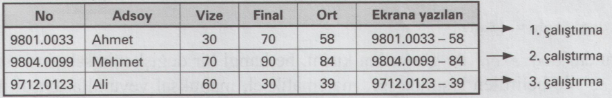 No Adsoy Vize Final Ort Ekrana yazılan
9801.0033 Ahmet 30 70 58 9801.0033 – 58 → 1. çalıştırma
9804.0099 Mehmet 70 90 84 9804.0099 – 84 → 2. çalıştırma
9712.0123 Ali 60 30 39 9712.0123 – 39 → 3. çalıştırma